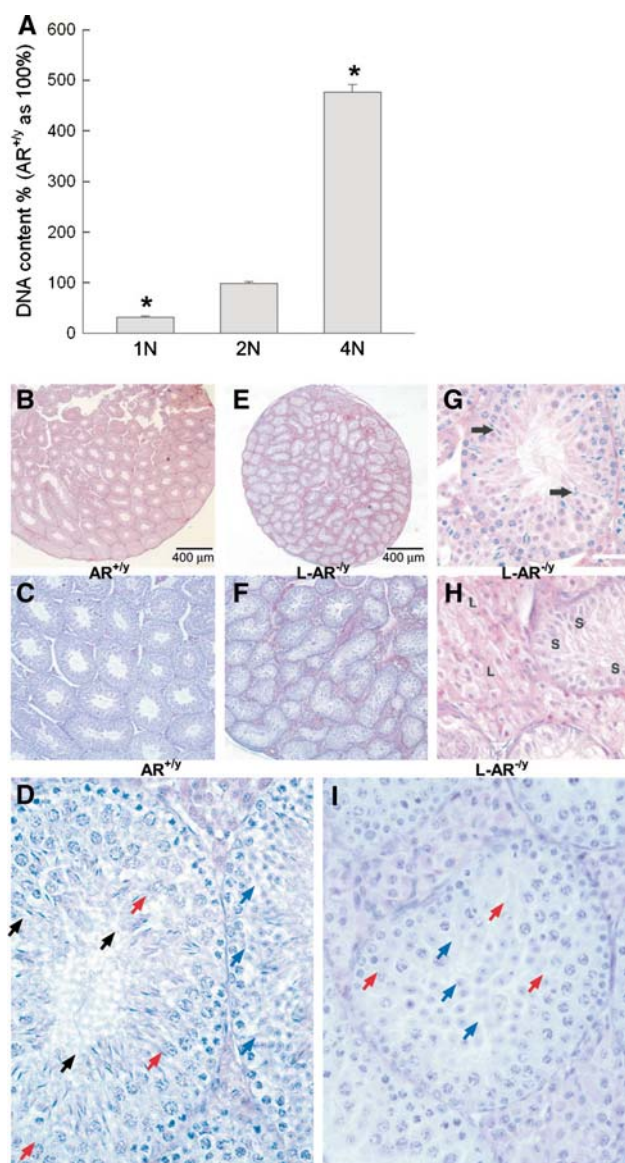 A
DNA content % (AR+/y as 100%)
600
500
400
300
200
100
0
*
*
1N
2N
4N
B
400 μm
E
400 μm
G
AR+/y
L-AR-/y
L-AR-/y
C
F
H
L
L
S
S
S
AR+/y
L-AR-/y
D
I